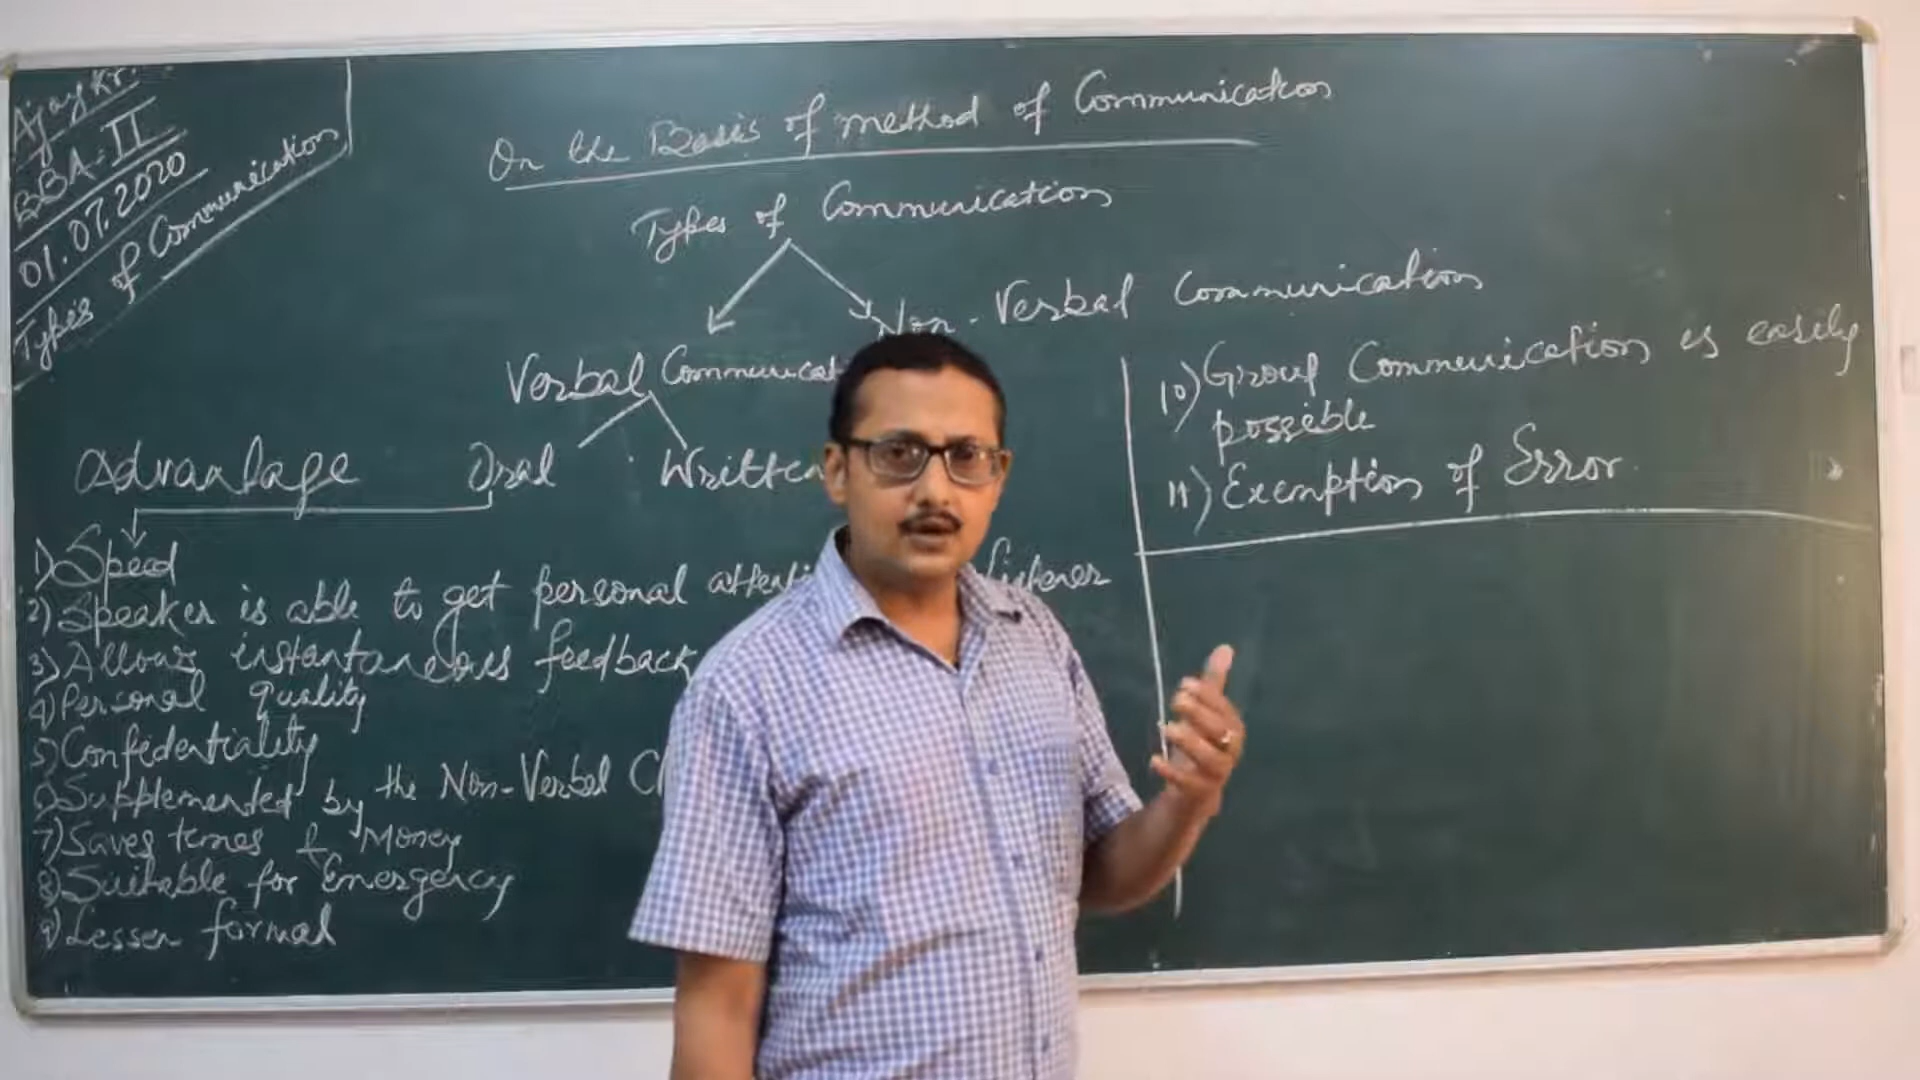 Ajay Kr.
BBA-II
01.07.2020
Types of Communication
On the Basis of method of Communication
Types of Communication
Non-Verbal Communication
Verbal
Advantage Oral Written
1) Speed
2) Speaker is able to get personal Listener
3) Allows instantaneous feedback
4) Personal quality
5) Confidentiality
6) Supplemented by the Non-Verbal
7) Saves times & Money
8) Suitable for Emergency
9) Lesser formal
10) Group Communication is easily
possible
11) Exemption of Error